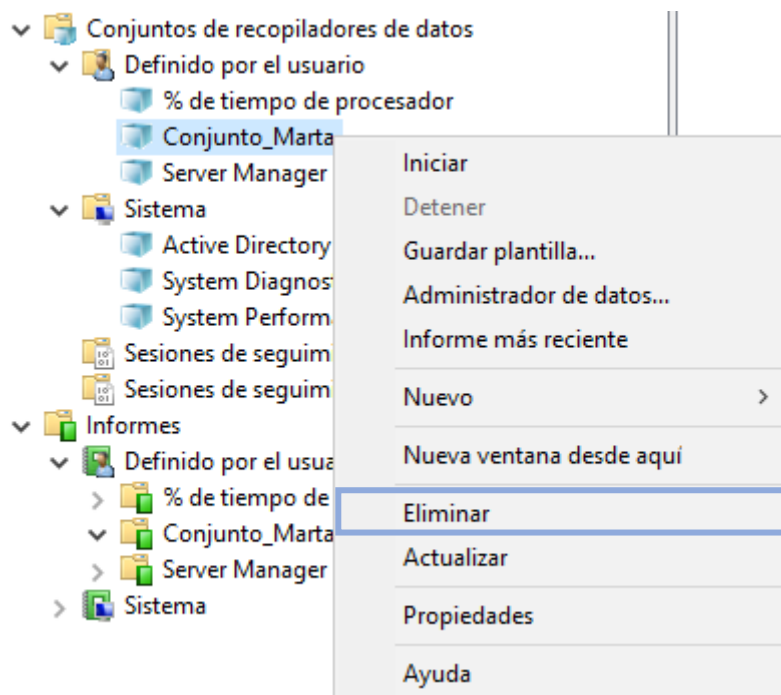 Conjuntos de recopiladores de datos
Definido por el usuario
% de tiempo de procesador
Conjunto_Marta
Server Manager
Sistema
Active Directory
System Diagnos
System Perform
Sesiones de seguim
Sesiones de seguim
Informes
Definido por el usua
% de tiempo de
Conjunto_Marta
Server Manager
Sistema
Iniciar
Detener
Guardar plantilla...
Administrador de datos...
Informe más reciente
Nuevo
Nueva ventana desde aquí
Eliminar
Actualizar
Propiedades
Ayuda